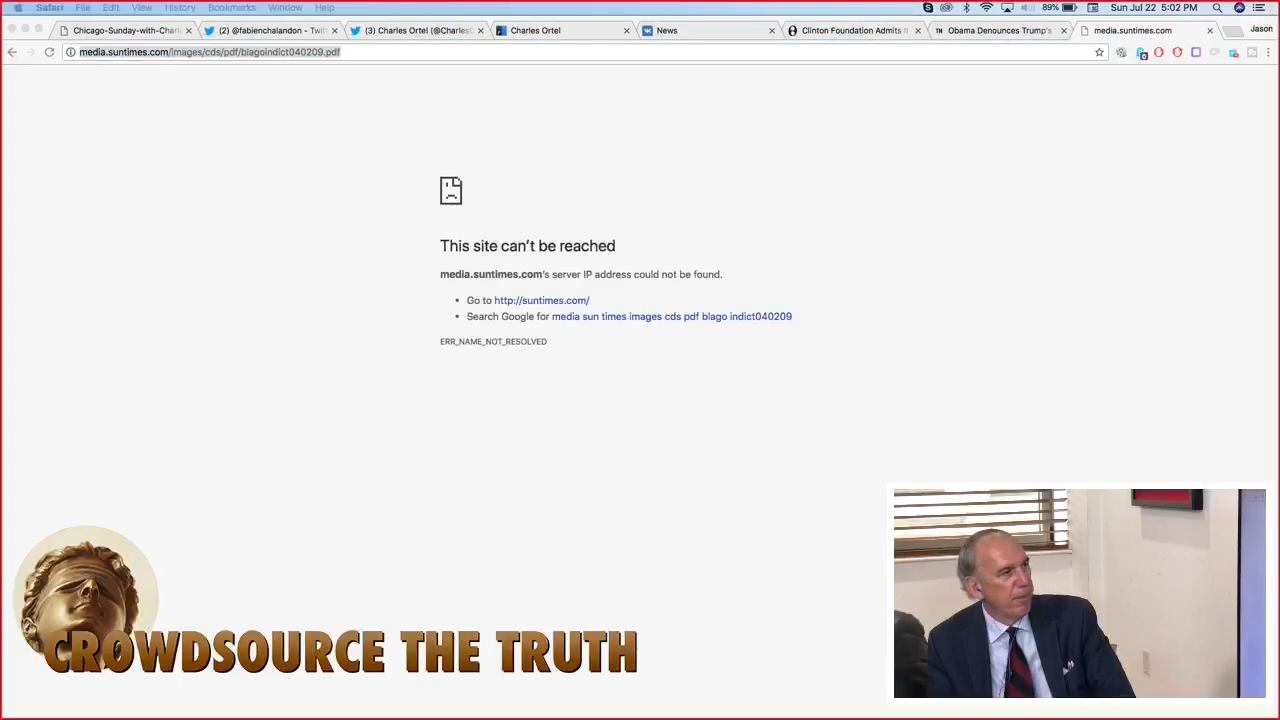 Safari File Edit View History Bookmarks Window Help 89% Sun Jul 22 5:02 PM
Chicago-Sunday-with-Charl (2) @fabienchalandon - Twitt (3) Charles Ortel (@CharlesO Charles Ortel News Clinton Foundation Admits It Obama Denounces Trump's media.suntimes.com Jason
media.suntimes.com/images/cds/pdf/blagoindict040209.pdf
This site can't be reached
media.suntimes.com's server IP address could not be found.
• Go to http://suntimes.com/
• Search Google for media sun times images cds pdf blago indict040209
ERR_NAME_NOT_RESOLVED
CROWDSOURCE THE TRUTH